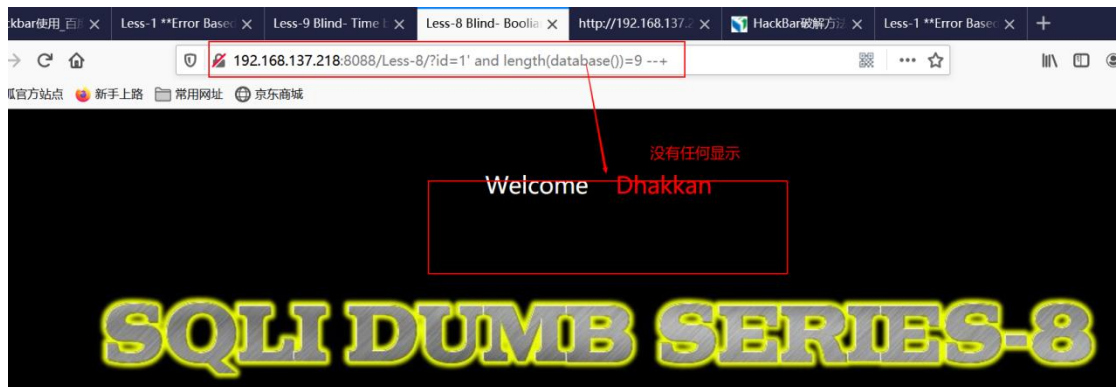 ckbar使用_百 Less-1 **Error Based Less-9 Blind- Time b Less-8 Blind- Boolian http://192.168.137.2 HackBar破解方法 Less-1 **Error Based
192.168.137.218:8088/Less-8/?id=1' and length(database())=9 --+
狐官方站点 新手上路 常用网址 京东商城
没有任何显示
Welcome Dhakkan
SQLI DUMB SERIES-8